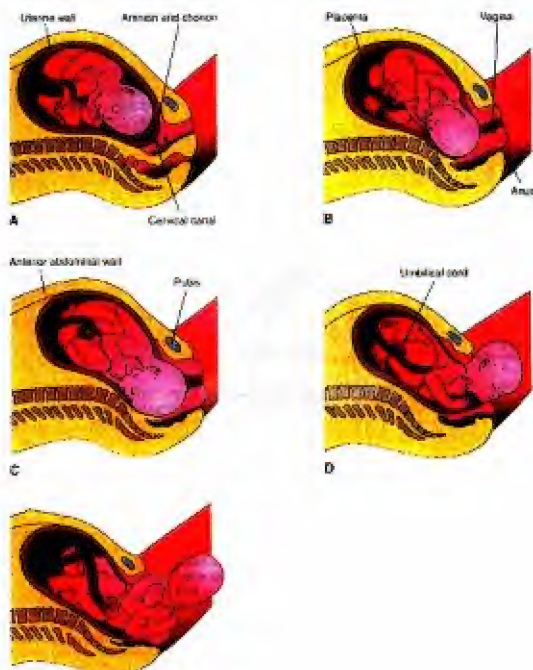 Uterine wall
Amnion and chorion
Cervical canal
A
Placenta
Vagina
Anus
B
Anterior abdominal wall
Pubis
C
Umbilical cord
D